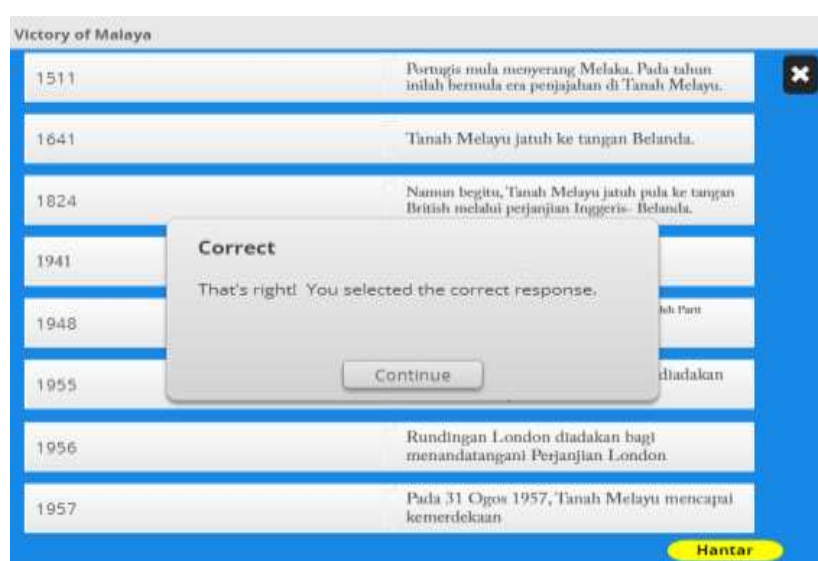 Victory of Malaya
1511
Portugis mula menyerang Melaka. Pada tahun
inilah bermula era penjajahan di Tanah Melayu.
1641
Tanah Melayu jatuh ke tangan Belanda.
1824
Namun begitu, Tanah Melayu jatuh pula ke tangan
British melalui perjanjian Inggeris- Belanda.
1941
Correct
That's right! You selected the correct response.
Continue
1948
Parti
1955
diadakan
1956
Rundingan London diadakan bagi
menandatangani Perjanjian London
1957
Pada 31 Ogos 1957, Tanah Melayu mencapai
kemerdekaan
Hantar